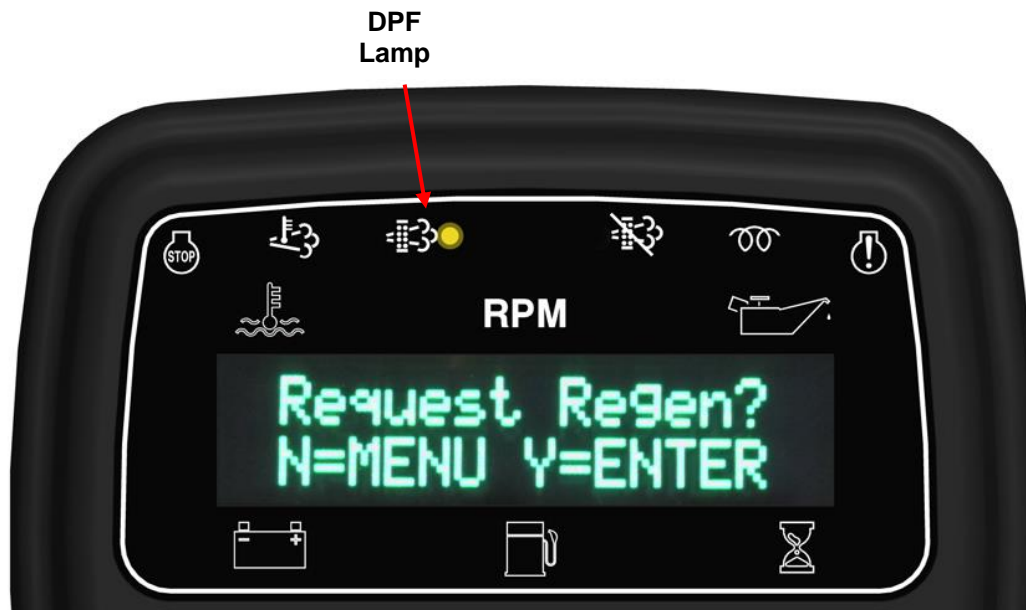 DPF
Lamp
STOP
RPM
Request Regen?
N=MENU Y=ENTER